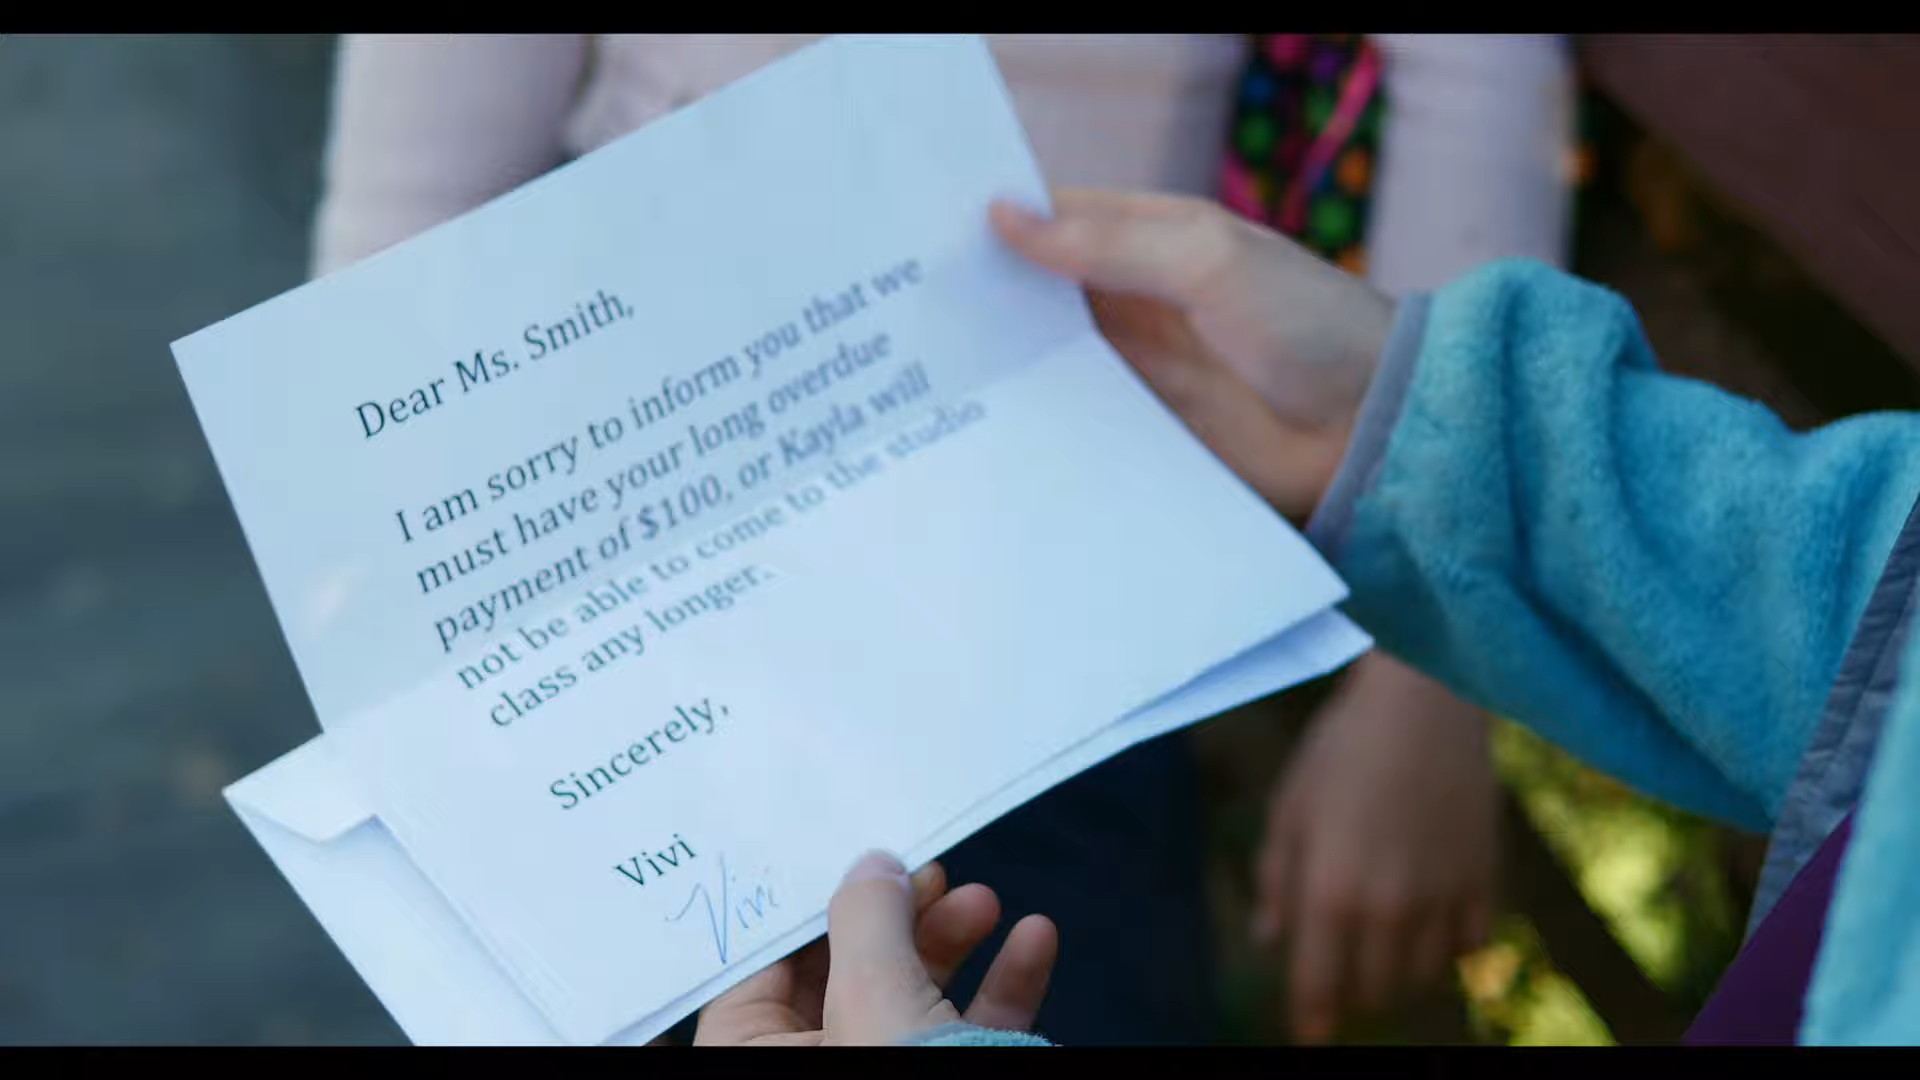 Dear Ms. Smith,
I am sorry to inform you that we
must have your long overdue
payment of $100, or Kayla will
not be able to come to the studio
class any longer.
Sincerely,
Vivi
Vivi